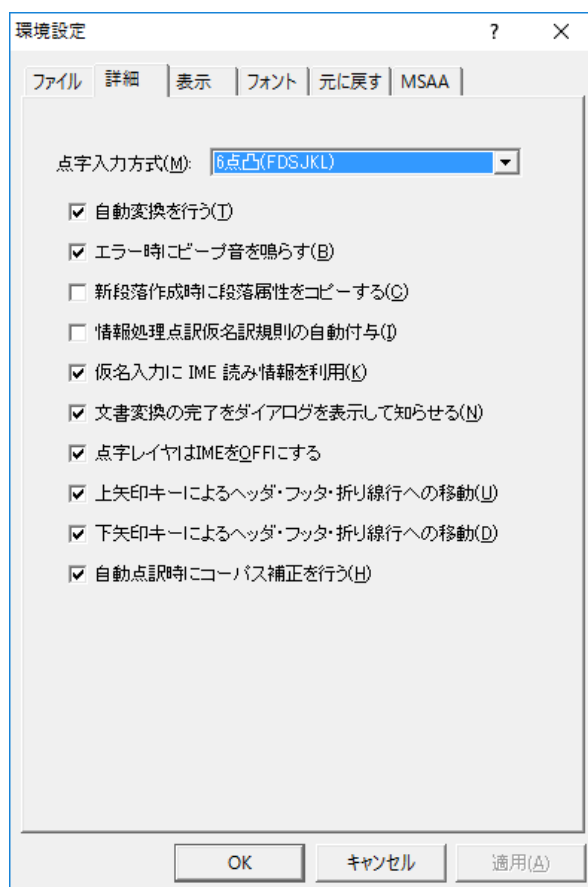 環境設定
ファイル 詳細 表示 フォント 元に戻す MSAA
点字入力方式(M): 6点凸(FDSJKL)
自動変換を行う(T)
エラー時にビープ音を鳴らす(B)
新段落作成時に段落属性をコピーする(C)
情報処理点訳仮名訳規則の自動付与(I)
仮名入力に IME 読み情報を利用(K)
文書変換の完了をダイアログを表示して知らせる(N)
点字レイヤはIMEをOFFにする
上矢印キーによるヘッダ・フッタ・折り線行への移動(U)
下矢印キーによるヘッダ・フッタ・折り線行への移動(D)
自動点訳時にコーパス補正を行う(H)
OK キャンセル 適用(A)